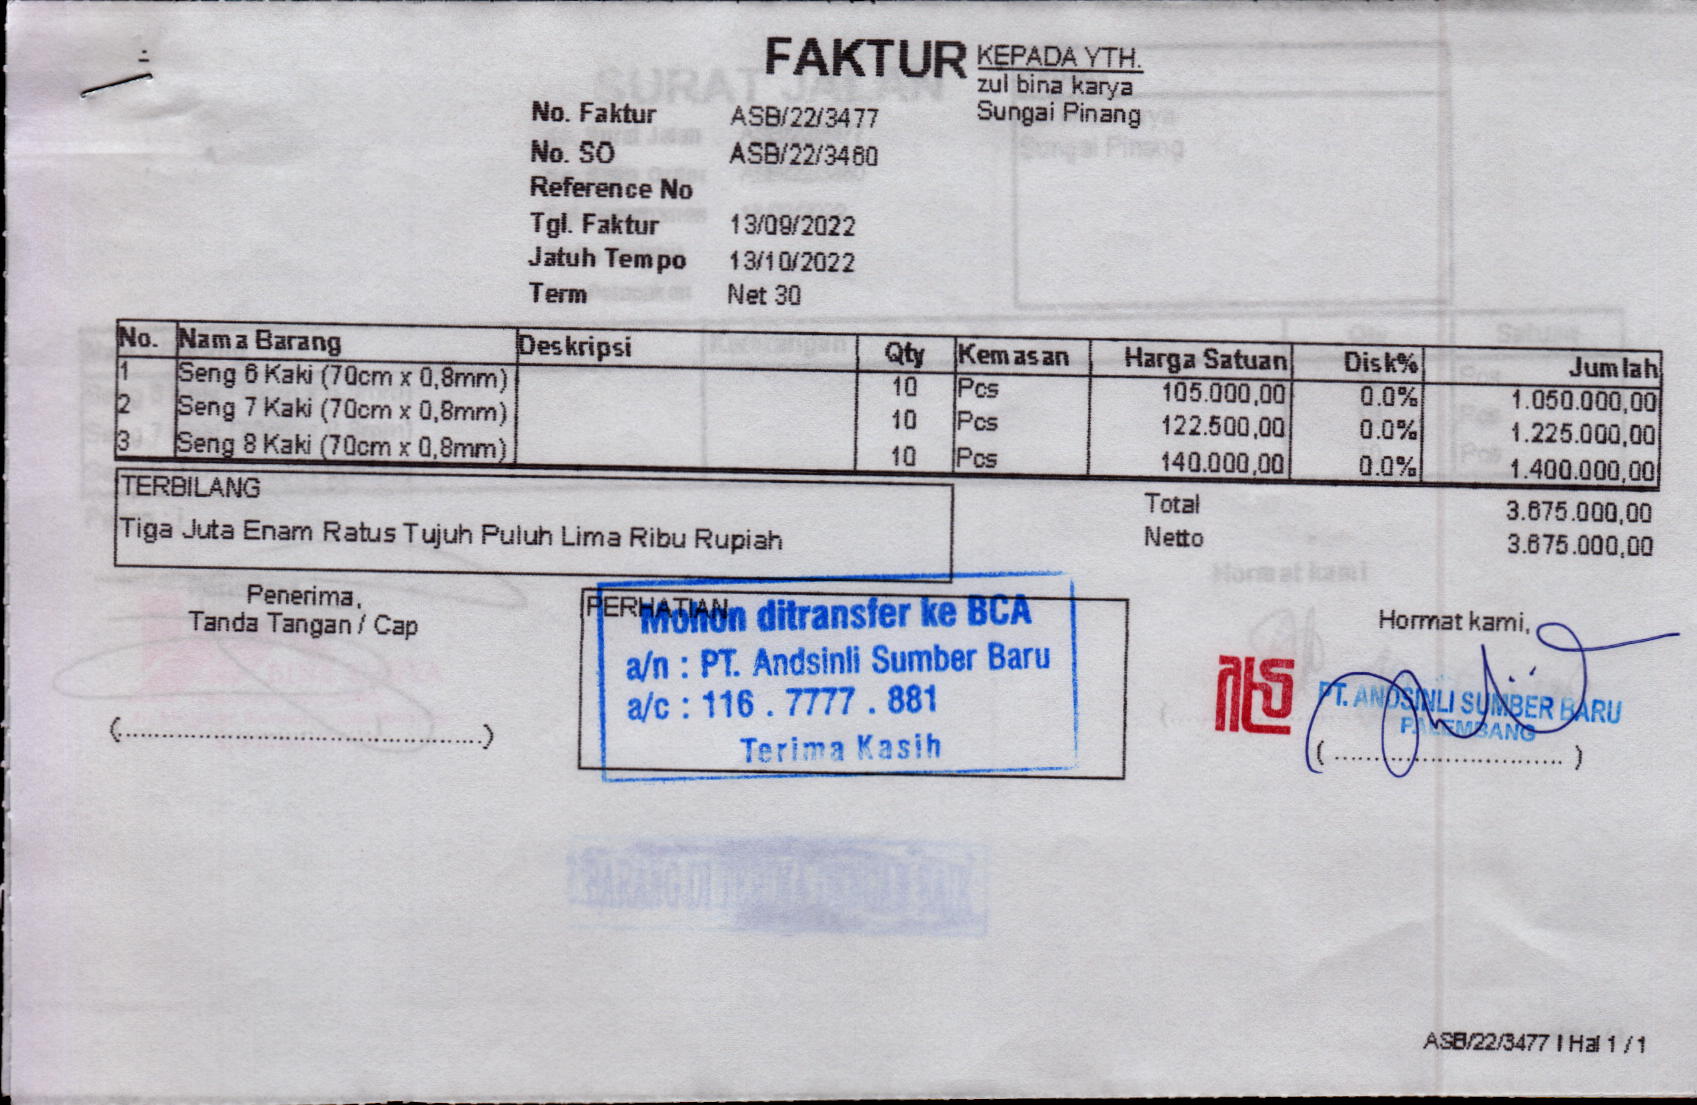 FAKTUR
KEPADA YTH.
zul bina karya
Sungai Pinang
No. Faktur ASB/22/3477
No. SO ASB/22/3460
Reference No
Tgl. Faktur 13/09/2022
Jatuh Tempo 13/10/2022
Term Net 30
No. Nama Barang Deskripsi Qty Kemasan Harga Satuan Disk% Jumlah
1 Seng 6 Kaki (70cm x 0,8mm) 10 Pcs 105.000,00 0.0% 1.050.000,00
2 Seng 7 Kaki (70cm x 0,8mm) 10 Pcs 122.500,00 0.0% 1.225.000,00
3 Seng 8 Kaki (70cm x 0,8mm) 10 Pcs 140.000,00 0.0% 1.400.000,00
TERBILANG
Tiga Juta Enam Ratus Tujuh Puluh Lima Ribu Rupiah
Total 3.675.000,00
Netto 3.675.000,00
Penerima,
Tanda Tangan / Cap
(................................................)
PERHATIAN
Mohon ditransfer ke BCA
a/n : PT. Andsinli Sumber Baru
a/c : 116 . 7777 . 881
Terima Kasih
Hormat kami,
PT. ANDSINLI SUMBER BARU
PALEMBANG
( .............................. )
ASB/22/3477 | Hal 1 / 1